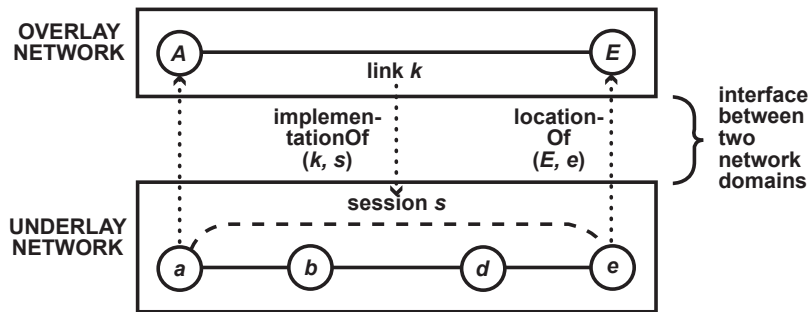 OVERLAY
NETWORK
A
E
link k
implemen-
tationOf
(k, s)
location-
Of
(E, e)
interface
between
two
network
domains
UNDERLAY
NETWORK
session s
a
b
d
e